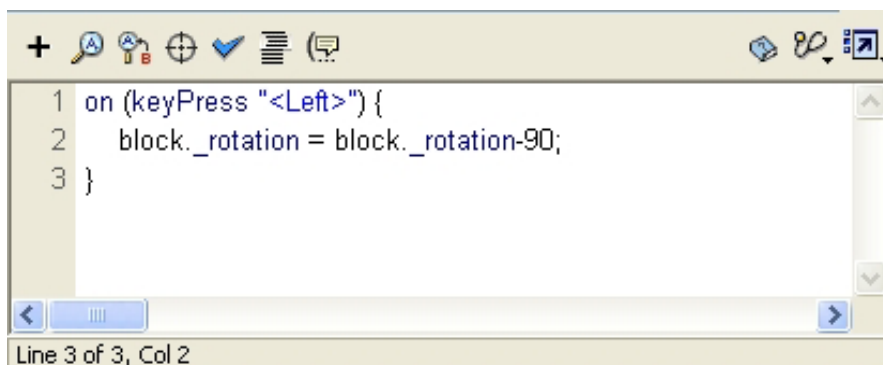 1 on (keyPress "<Left>") {
2 block._rotation = block._rotation-90;
3 }
Line 3 of 3, Col 2